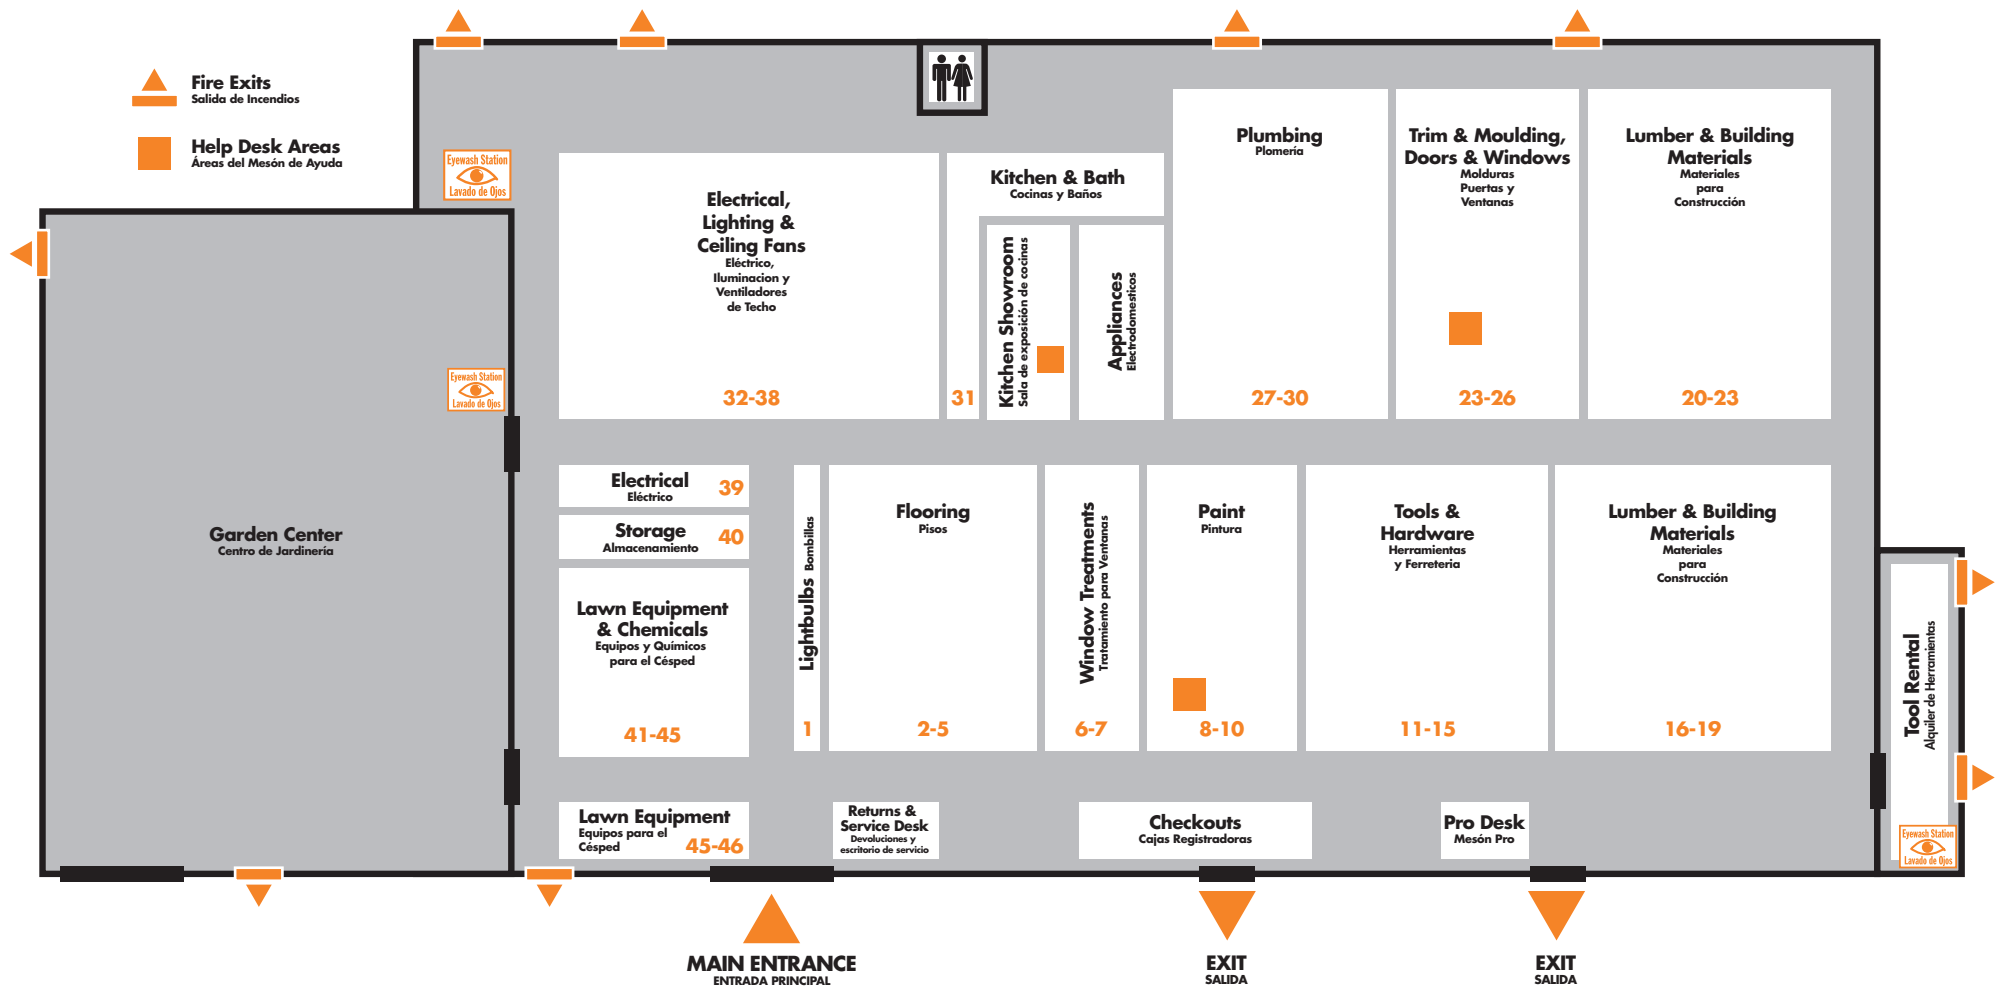 Fire Exits
Salida de Incendios
Help Desk Areas
Áreas del Mesón de Ayuda
Eyewash Station
Lavado de Ojos
Electrical,
Lighting &
Ceiling Fans
Eléctrico,
Iluminacion y
Ventiladores
de Techo
32-38
Kitchen & Bath
Cocinas y Baños
31
Kitchen Showroom
Sala de exposición de cocinas
Appliances
Electrodomesticos
Plumbing
Plomería
27-30
Trim & Moulding,
Doors & Windows
Molduras
Puertas y
Ventanas
23-26
Lumber & Building
Materials
Materiales
para
Construcción
20-23
Eyewash Station
Lavado de Ojos
Garden Center
Centro de Jardinería
Electrical
Eléctrico
39
Storage
Almacenamiento
40
Lawn Equipment
& Chemicals
Equipos y Químicos
para el Césped
41-45
Lightbulbs Bombillas
1
Flooring
Pisos
2-5
Window Treatments
Tratamiento para Ventanas
6-7
Paint
Pintura
8-10
Tools &
Hardware
Herramientas
y Ferreteria
11-15
Lumber & Building
Materials
Materiales
para
Construcción
16-19
Tool Rental
Alquiler de Herramientas
Eyewash Station
Lavado de Ojos
Lawn Equipment
Equipos para el
Césped
45-46
Returns &
Service Desk
Devoluciones y
escritorio de servicio
Checkouts
Cajas Registradoras
Pro Desk
Mesón Pro
MAIN ENTRANCE
ENTRADA PRINCIPAL
EXIT
SALIDA
EXIT
SALIDA